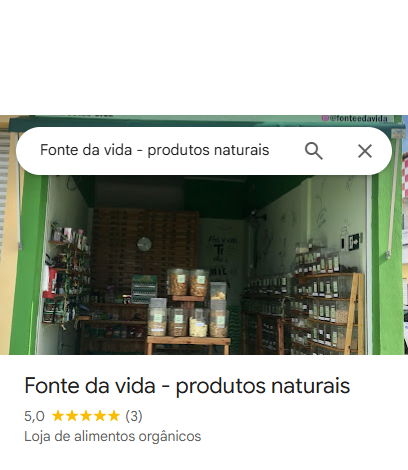 @fonteedavida
Fonte da vida - produtos naturais
Fonte da vida - produtos naturais
5,0 (3)
Loja de alimentos orgânicos